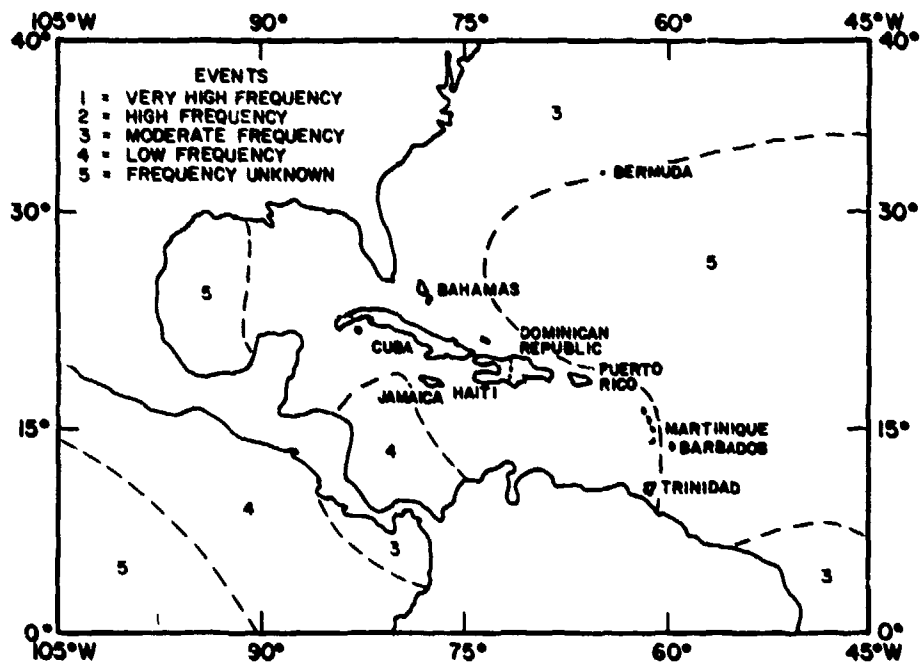 105°W 90° 75° 60° 45°W
40° 40°
EVENTS
1 = VERY HIGH FREQUENCY
2 = HIGH FREQUENCY
3 = MODERATE FREQUENCY
4 = LOW FREQUENCY
5 = FREQUENCY UNKNOWN
3
BERMUDA
30° 30°
5
5
BAHAMAS
CUBA
DOMINICAN
REPUBLIC
PUERTO
RICO
JAMAICA HAITI
MARTINIQUE
15° 15°
4
BARBADOS
TRINIDAD
4
3
5
3
0° 0°
105°W 90° 75° 60° 45°W